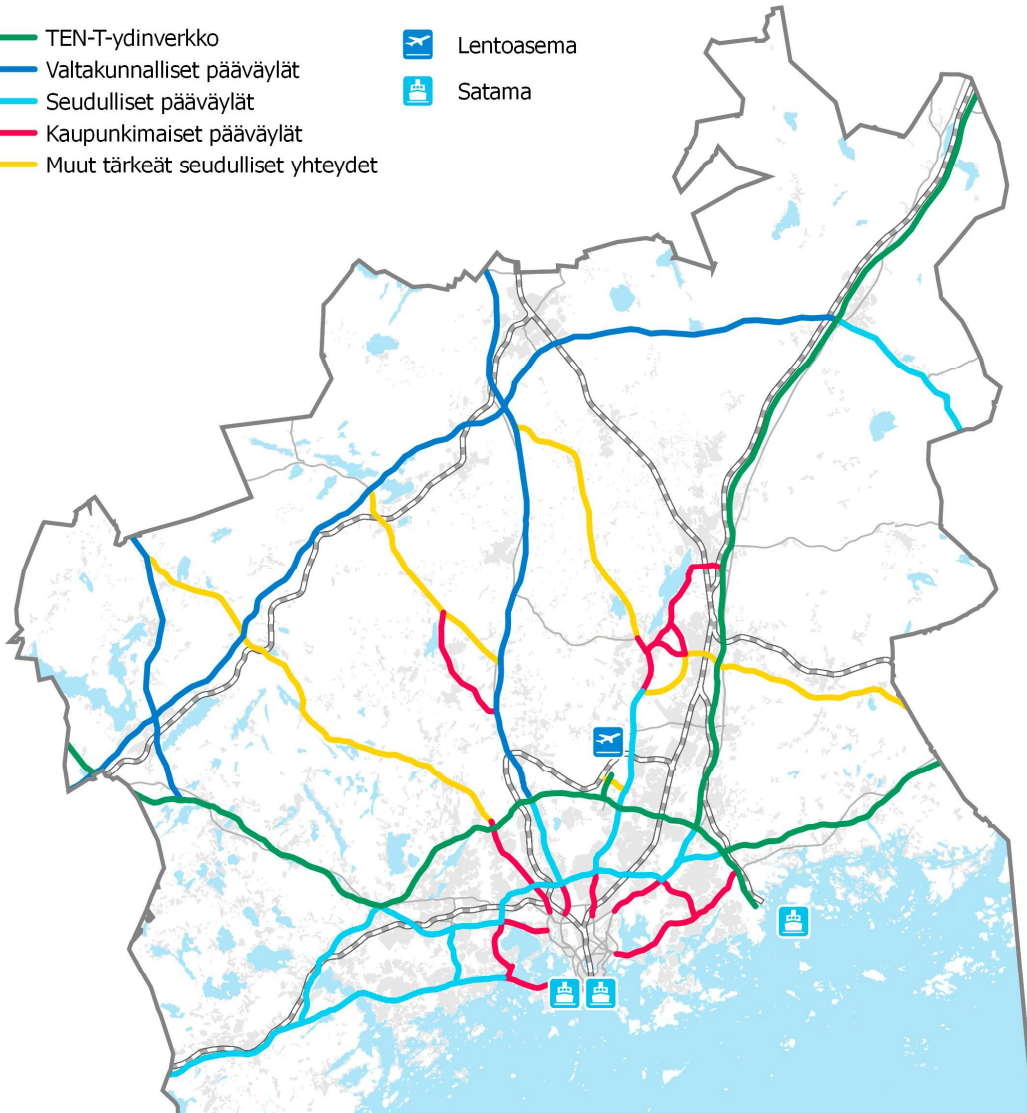 TEN-T-ydinverkko
Valtakunnalliset pääväylät
Seudulliset pääväylät
Kaupunkimaiset pääväylät
Muut tärkeät seudulliset yhteydet
Lentoasema
Satama